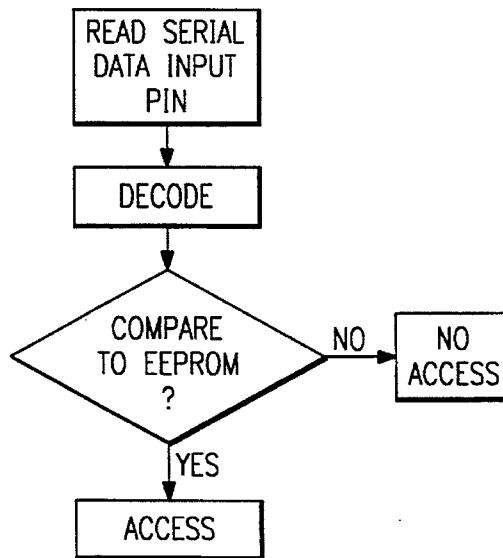 READ SERIAL
DATA INPUT
PIN
DECODE
COMPARE
TO EEPROM
?
NO
NO
ACCESS
YES
ACCESS